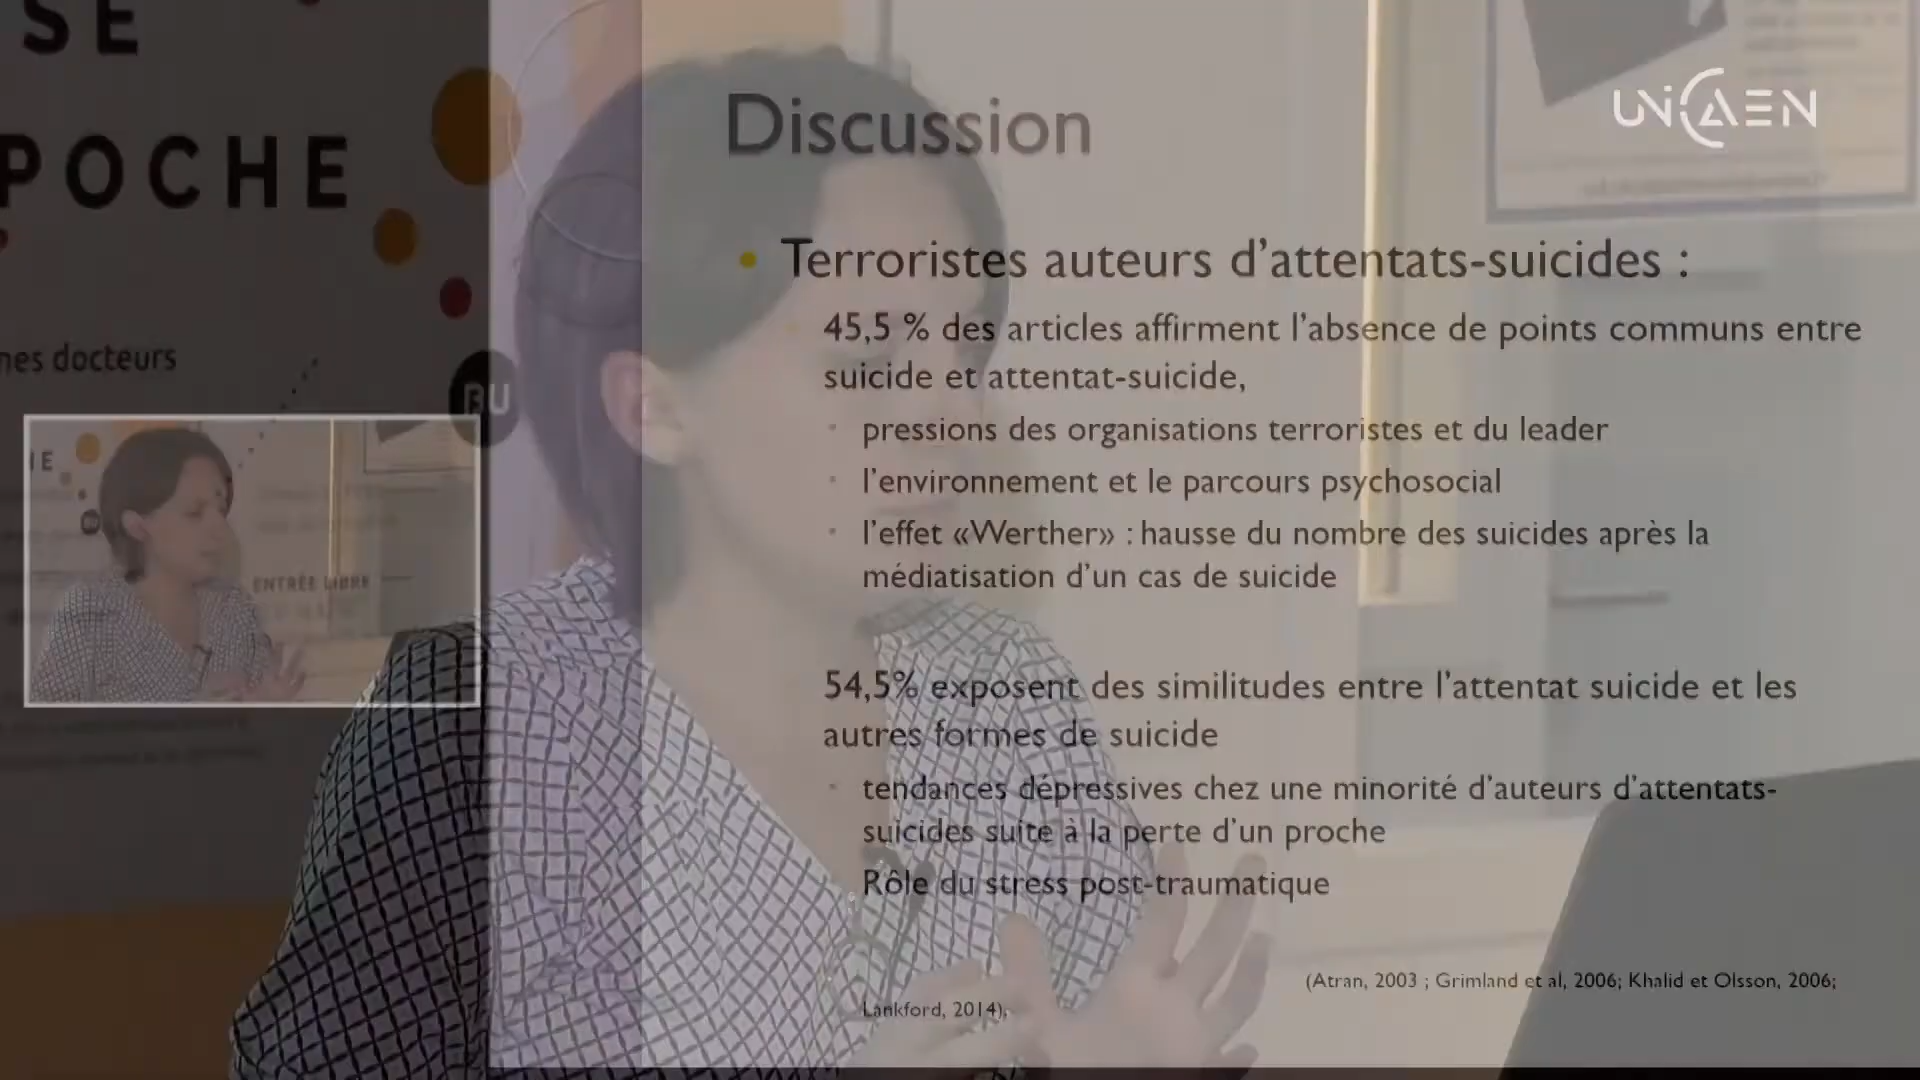 SE
POCHE
nes docteurs
BU
IE
BU
ENTRÉE LIBRE
UNICAEN
Discussion
• Terroristes auteurs d'attentats-suicides :
45,5 % des articles affirment l'absence de points communs entre
suicide et attentat-suicide,
pressions des organisations terroristes et du leader
l'environnement et le parcours psychosocial
l'effet «Werther» : hausse du nombre des suicides après la
médiatisation d'un cas de suicide
54,5% exposent des similitudes entre l'attentat suicide et les
autres formes de suicide
tendances dépressives chez une minorité d'auteurs d'attentats-
suicides suite à la perte d'un proche
Rôle du stress post-traumatique
(Atran, 2003 ; Grimland et al, 2006; Khalid et Olsson, 2006;
Lankford, 2014).